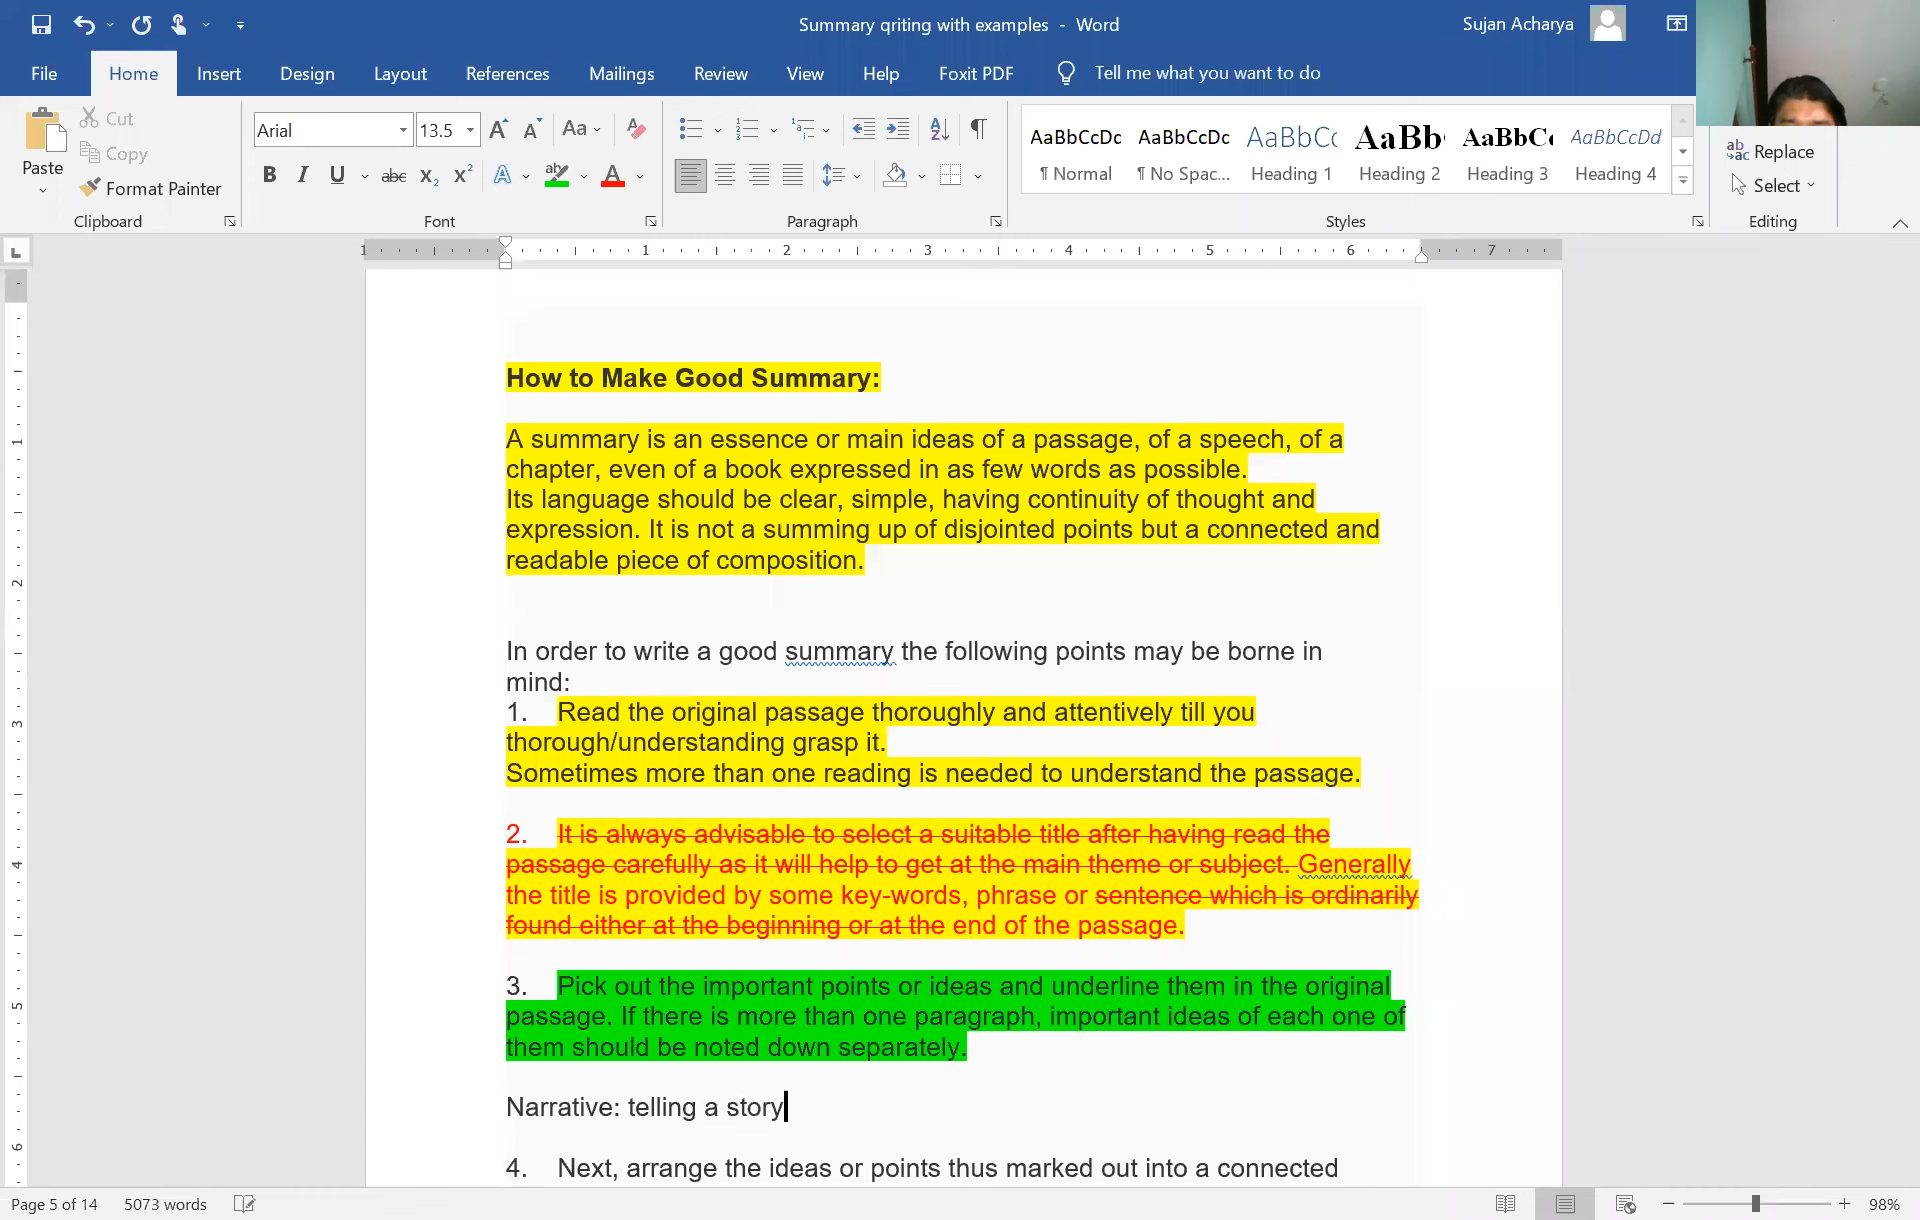 Summary qriting with examples - Word
Sujan Acharya
File Home Insert Design Layout References Mailings Review View Help Foxit PDF Tell me what you want to do
Paste
Cut
Copy
Format Painter
Clipboard
Arial 13.5
Font
Paragraph
AaBbCcDc AaBbCcDc AaBbCc AaBb AaBbC AaBbCcDd
¶ Normal ¶ No Spac... Heading 1 Heading 2 Heading 3 Heading 4
Styles
Replace
Select
Editing
1 1 2 3 4 5 6 7
How to Make Good Summary:
A summary is an essence or main ideas of a passage, of a speech, of a
chapter, even of a book expressed in as few words as possible.
Its language should be clear, simple, having continuity of thought and
expression. It is not a summing up of disjointed points but a connected and
readable piece of composition.
In order to write a good summary the following points may be borne in
mind:
1. Read the original passage thoroughly and attentively till you
thorough/understanding grasp it.
Sometimes more than one reading is needed to understand the passage.
2. It is always advisable to select a suitable title after having read the
passage carefully as it will help to get at the main theme or subject. Generally
the title is provided by some key-words, phrase or sentence which is ordinarily
found either at the beginning or at the end of the passage.
3. Pick out the important points or ideas and underline them in the original
passage. If there is more than one paragraph, important ideas of each one of
them should be noted down separately.
Narrative: telling a story
4. Next, arrange the ideas or points thus marked out into a connected
Page 5 of 14 5073 words
98%